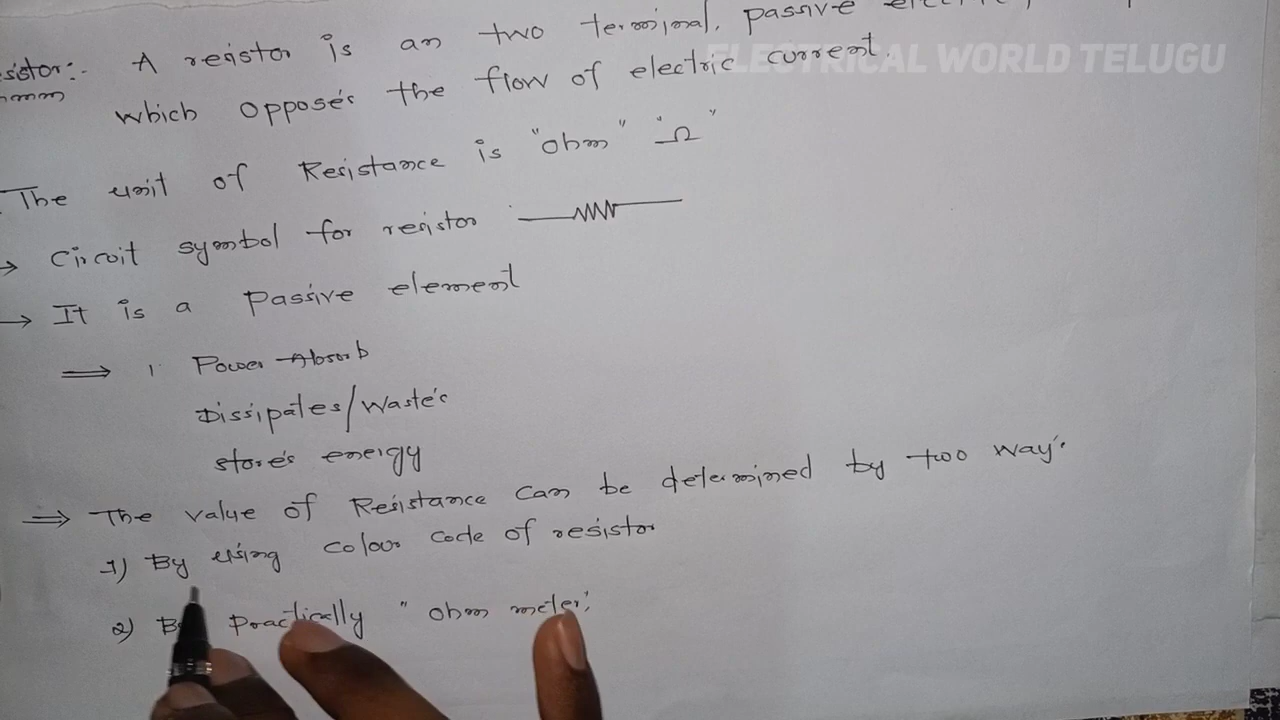 sistor:- A resistor is an two terminal, passive
ELECTRICAL WORLD TELUGU
which opposes the flow of electric current.
The unit of Resistance is "ohm" "Ω"
→ Circuit symbol for resistor
→ It is a Passive element
⇒ 1. Power Absorb
Dissipates/Wastes
stores energy
⇒ The value of Resistance can be determined by two ways.
1) By using colour code of resistor
2) By Practically "ohm meter"